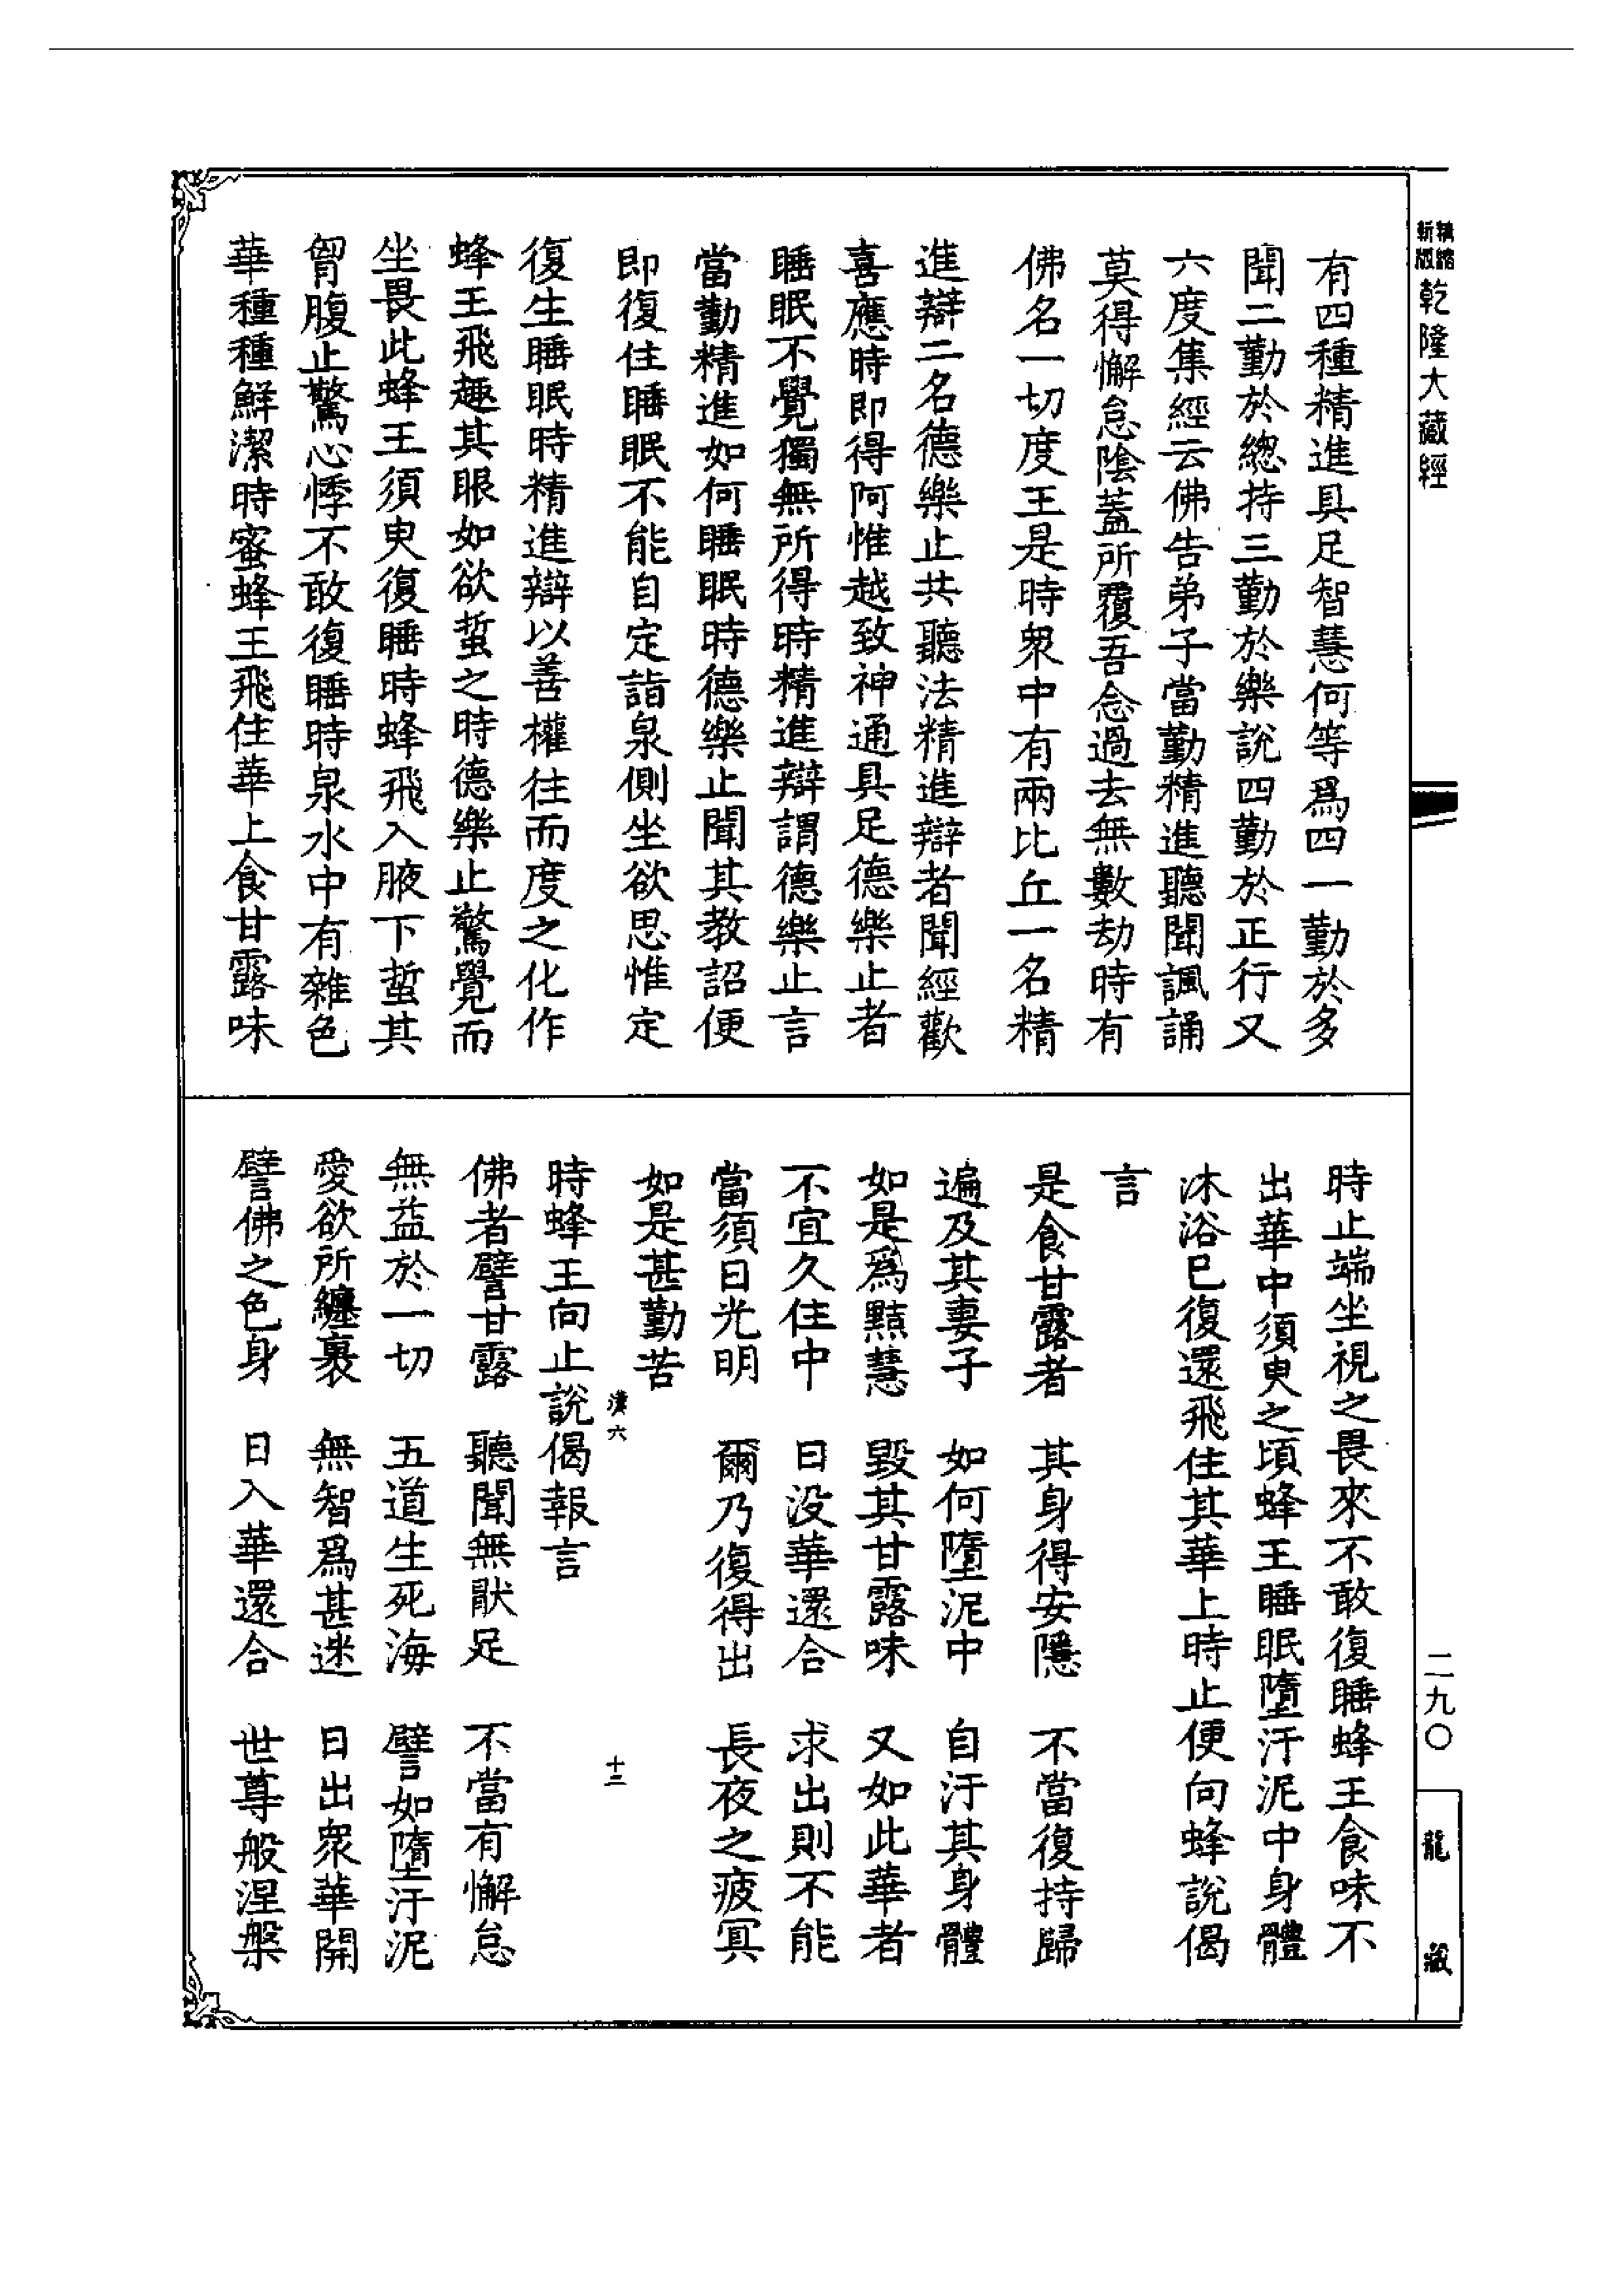 精縮
新版
乾隆大藏經
有四種精進具足智慧何等爲四一勤於多
聞二勤於總持三勤於樂說四勤於正行又
六度集經云佛告弟子當勤精進聽聞諷誦
莫得懈怠陰蓋所覆吾念過去無數劫時有
佛名一切度王是時衆中有兩比丘一名精
進辯二名德樂止共聽法精進辯者聞經歡
喜應時即得阿惟越致神通具足德樂止者
睡眠不覺獨無所得時精進辯謂德樂止言
當勤精進如何睡眠時德樂止聞其教詔便
即復住睡眠不能自定詣泉側坐欲思惟定
復生睡眠時精進辯以善權往而度之化作
蜂王飛趣其眼如欲蜇之時德樂止驚覺而
坐畏此蜂王須臾復睡時蜂飛入腋下蜇其
胷腹止驚心悸不敢復睡時泉水中有雜色
華種種鮮潔時蜜蜂王飛住華上食甘露味
時止端坐視之畏來不敢復睡蜂王食味不
出華中須臾之頃蜂王睡眠墮汙泥中身體
沐浴已復還飛住其華上時止便向蜂說偈
言
是食甘露者　其身得安隱　不當復持歸
遍及其妻子　如何墮泥中　自汙其身體
如是爲黠慧　毀其甘露味　又如此華者
不宜久住中　日没華還合　求出則不能
當須日光明　爾乃復得出　長夜之疲冥
如是甚勤苦
漢六　十三
時蜂王向止說偈報言
佛者譬甘露　聽聞無猒足　不當有懈怠
無益於一切　五道生死海　譬如墮汙泥
愛欲所纏裹　無智爲甚迷　日出衆華開
譬佛之色身　日入華還合　世尊般涅槃
二九〇
龍藏